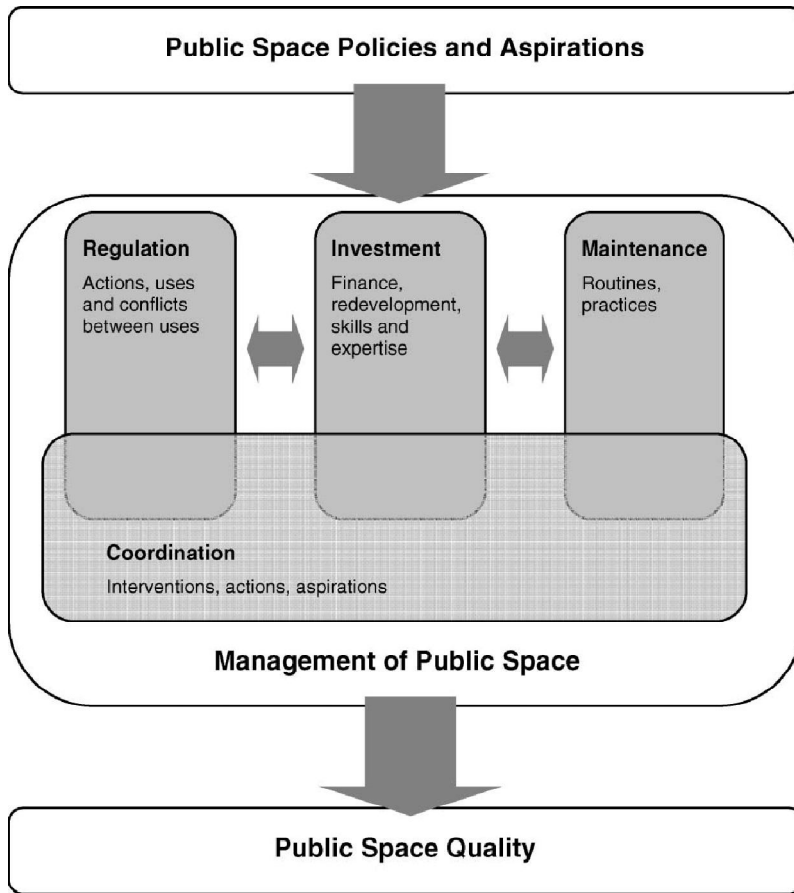 Public Space Policies and Aspirations
Regulation
Actions, uses
and conflicts
between uses
Investment
Finance,
redevelopment,
skills and
expertise
Maintenance
Routines,
practices
Coordination
Interventions, actions, aspirations
Management of Public Space
Public Space Quality